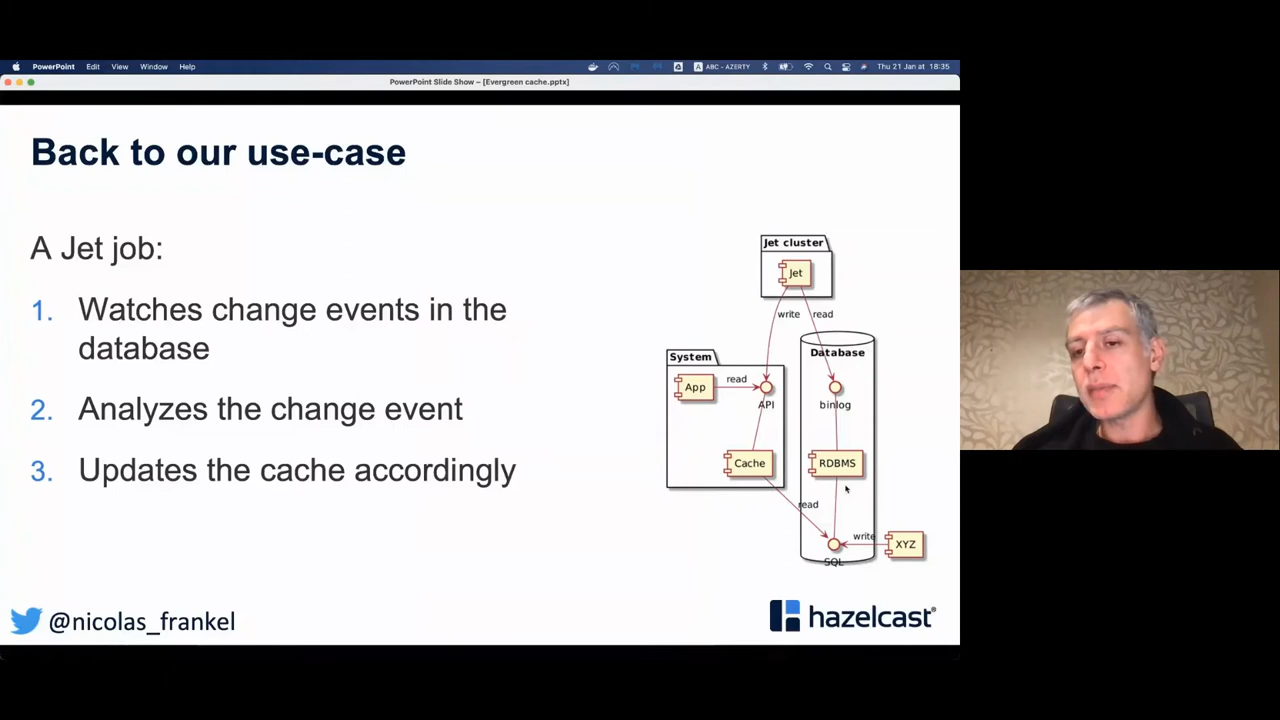 PowerPoint Edit View Window Help
ABC - AZERTY
Thu 21 Jan at 18:35
PowerPoint Slide Show – [Evergreen cache.pptx]
Back to our use-case
A Jet job:
1. Watches change events in the
database
2. Analyzes the change event
3. Updates the cache accordingly
Jet cluster
Jet
write read
System
Database
App
read
API
binlog
Cache
RDBMS
read
write
XYZ
SQL
@nicolas_frankel
hazelcast®